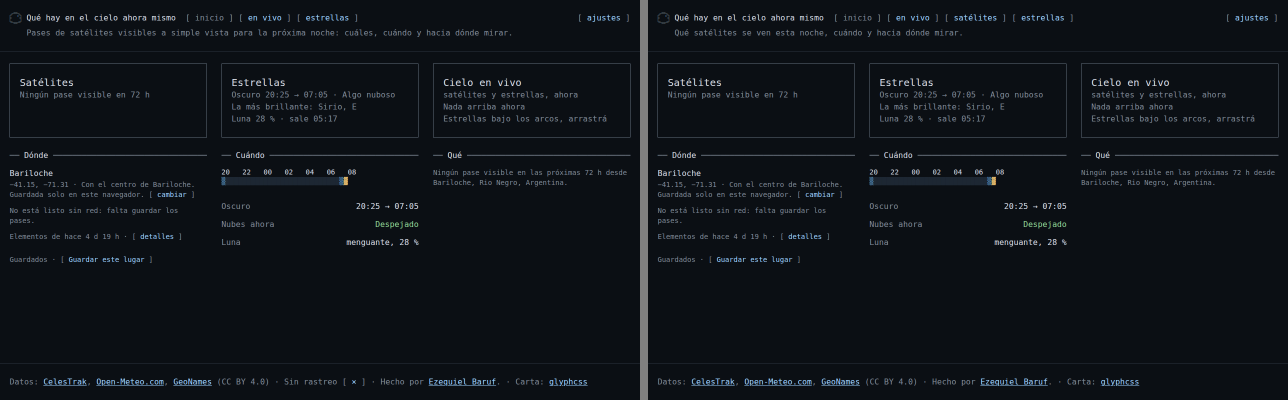 Qué hay en el cielo ahora mismo [ inicio ] [ en vivo ] [ estrellas ] [ ajustes ]
Pases de satélites visibles a simple vista para la próxima noche: cuáles, cuándo y hacia dónde mirar.
Satélites
Ningún pase visible en 72 h
Estrellas
Oscuro 20:25 → 07:05 · Algo nuboso
La más brillante: Sirio, E
Luna 28 % · sale 05:17
Cielo en vivo
satélites y estrellas, ahora
Nada arriba ahora
Estrellas bajo los arcos, arrastrá
Dónde
Bariloche
−41.15, −71.31 · Con el centro de Bariloche.
Guardada solo en este navegador. [ cambiar ]
No está listo sin red: falta guardar los
pases.
Elementos de hace 4 d 19 h · [ detalles ]
Guardados · [ Guardar este lugar ]
Cuándo
20 22 00 02 04 06 08
Oscuro 20:25 → 07:05
Nubes ahora Despejado
Luna menguante, 28 %
Qué
Ningún pase visible en las próximas 72 h desde
Bariloche, Rio Negro, Argentina.
Datos: CelesTrak, Open-Meteo.com, GeoNames (CC BY 4.0) · Sin rastreo [ × ] · Hecho por Ezequiel Baruf. · Carta: glyphcss
Qué hay en el cielo ahora mismo [ inicio ] [ en vivo ] [ satélites ] [ estrellas ] [ ajustes ]
Qué satélites se ven esta noche, cuándo y hacia dónde mirar.
Satélites
Ningún pase visible en 72 h
Estrellas
Oscuro 20:25 → 07:05 · Algo nuboso
La más brillante: Sirio, E
Luna 28 % · sale 05:17
Cielo en vivo
satélites y estrellas, ahora
Nada arriba ahora
Estrellas bajo los arcos, arrastrá
Dónde
Bariloche
−41.15, −71.31 · Con el centro de Bariloche.
Guardada solo en este navegador. [ cambiar ]
No está listo sin red: falta guardar los
pases.
Elementos de hace 4 d 19 h · [ detalles ]
Guardados · [ Guardar este lugar ]
Cuándo
20 22 00 02 04 06 08
Oscuro 20:25 → 07:05
Nubes ahora Despejado
Luna menguante, 28 %
Qué
Ningún pase visible en las próximas 72 h desde
Bariloche, Rio Negro, Argentina.
Datos: CelesTrak, Open-Meteo.com, GeoNames (CC BY 4.0) · Hecho por Ezequiel Baruf. · Carta: glyphcss